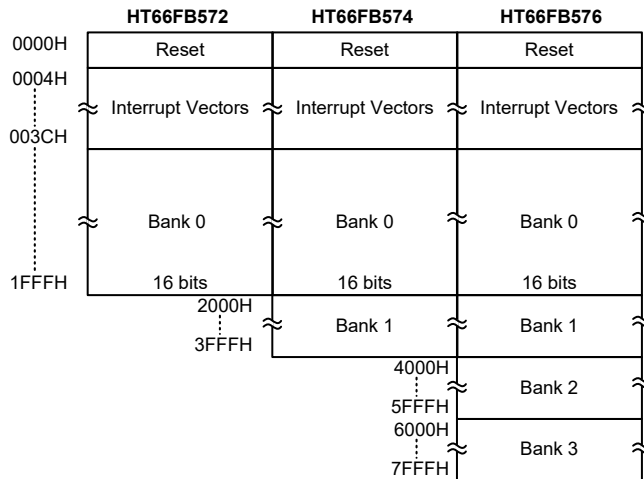 HT66FB572 HT66FB574 HT66FB576
0000H Reset Reset Reset
0004H
Interrupt Vectors Interrupt Vectors Interrupt Vectors
003CH
Bank 0 Bank 0 Bank 0
1FFFH 16 bits 16 bits 16 bits
2000H
Bank 1 Bank 1
3FFFH
4000H
Bank 2
5FFFH
6000H
Bank 3
7FFFH